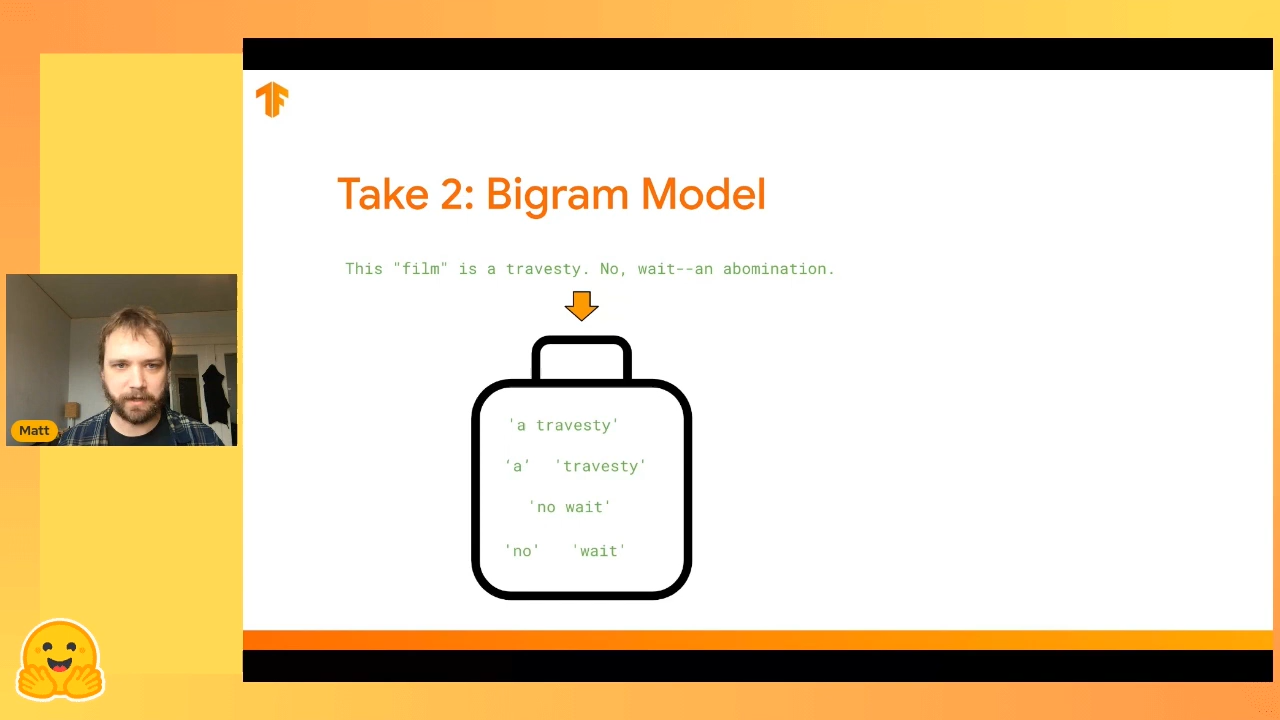 Take 2: Bigram Model
This "film" is a travesty. No, wait--an abomination.
'a travesty'
‘a’ 'travesty'
'no wait'
'no' 'wait'
Matt